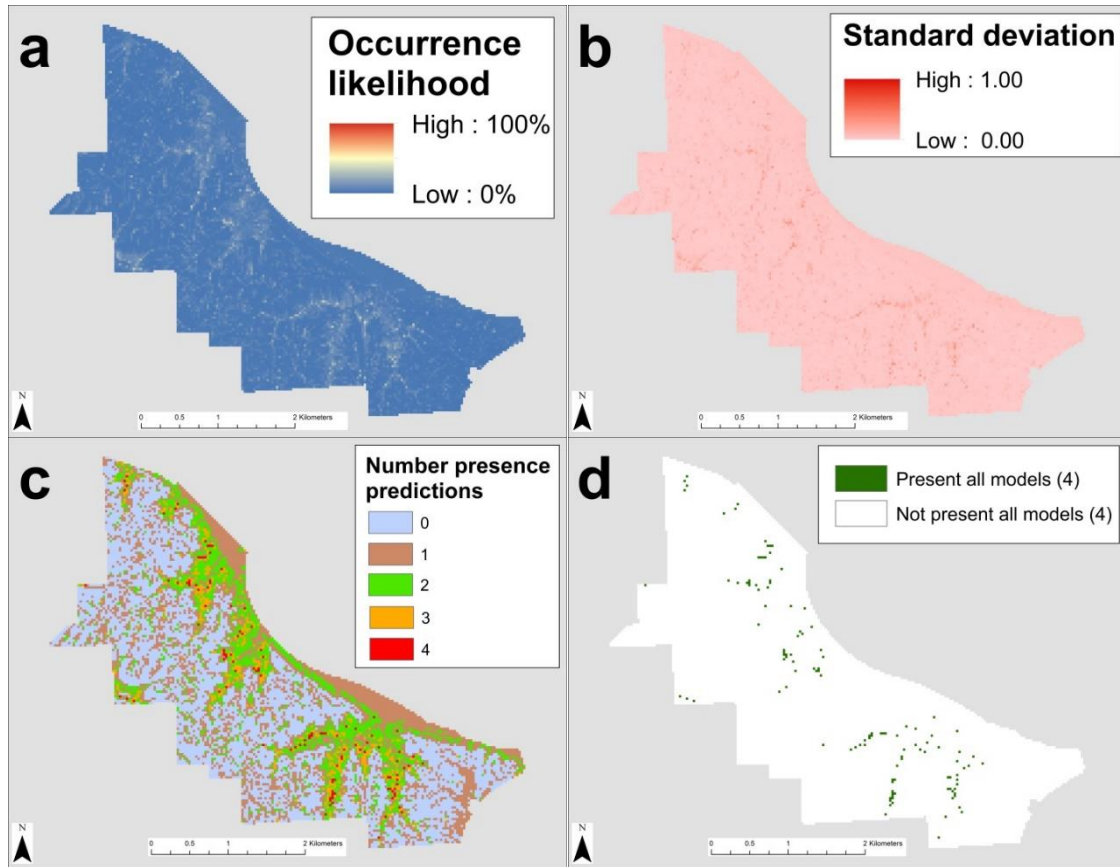 a
Occurrence
likelihood
High : 100%
Low : 0%
N
0 0.5 1 2 Kilometers
b
Standard deviation
High : 1.00
Low : 0.00
N
0 0.5 1 2 Kilometers
c
Number presence
predictions
0
1
2
3
4
N
0 0.5 1 2 Kilometers
d
Present all models (4)
Not present all models (4)
N
0 0.5 1 2 Kilometers